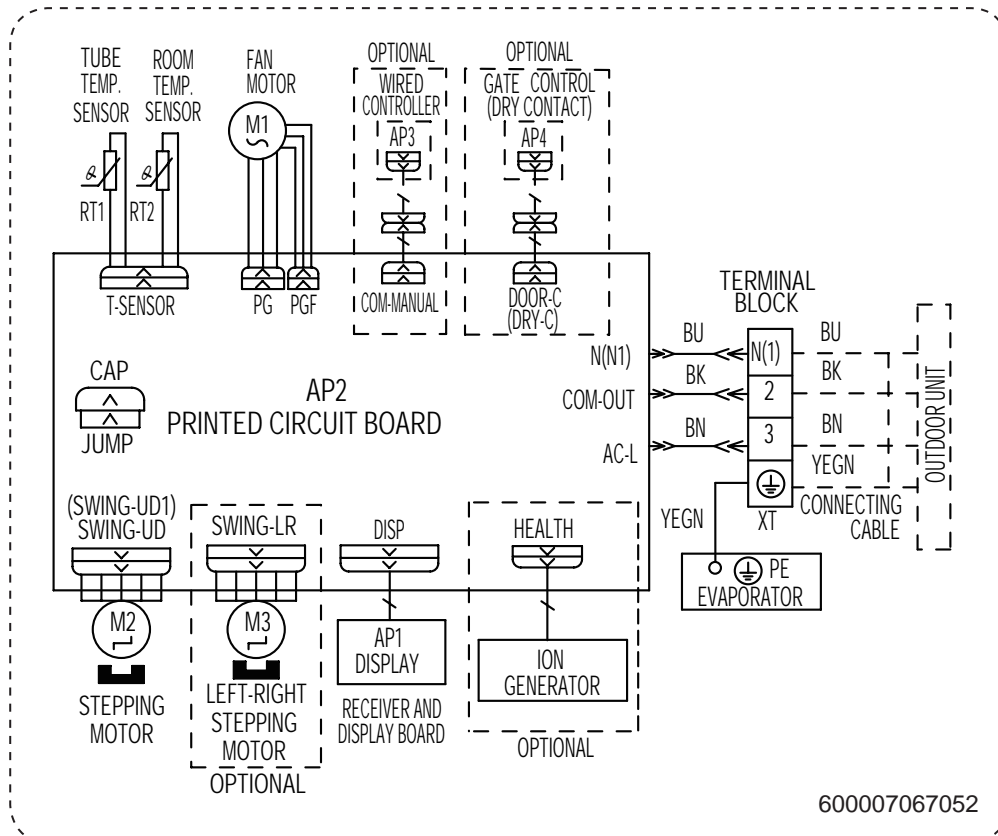 TUBE
TEMP.
SENSOR
ROOM
TEMP.
SENSOR
FAN
MOTOR
OPTIONAL
WIRED
CONTROLLER
OPTIONAL
GATE CONTROL
(DRY CONTACT)
M1
AP3
AP4
RT1
RT2
T-SENSOR
PG
PGF
COM-MANUAL
DOOR-C
(DRY-C)
TERMINAL
BLOCK
CAP
JUMP
AP2
PRINTED CIRCUIT BOARD
N(N1)
BU
N(1)
BU
COM-OUT
BK
2
BK
AC-L
BN
3
BN
YEGN
OUTDOOR UNIT
YEGN
XT
CONNECTING
CABLE
PE
EVAPORATOR
(SWING-UD1)
SWING-UD
SWING-LR
DISP
HEALTH
M2
M3
AP1
DISPLAY
ION
GENERATOR
STEPPING
MOTOR
LEFT-RIGHT
STEPPING
MOTOR
OPTIONAL
RECEIVER AND
DISPLAY BOARD
OPTIONAL
600007067052